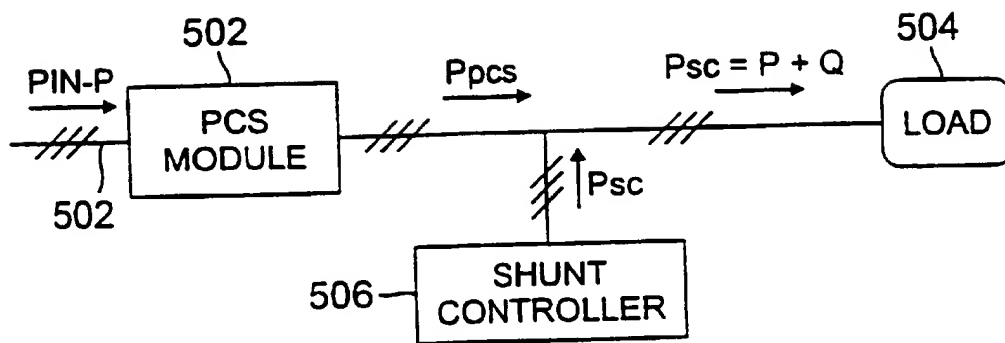 502
504
PIN-P
Ppcs
Psc = P + Q
PCS
MODULE
LOAD
502
Psc
506
SHUNT
CONTROLLER